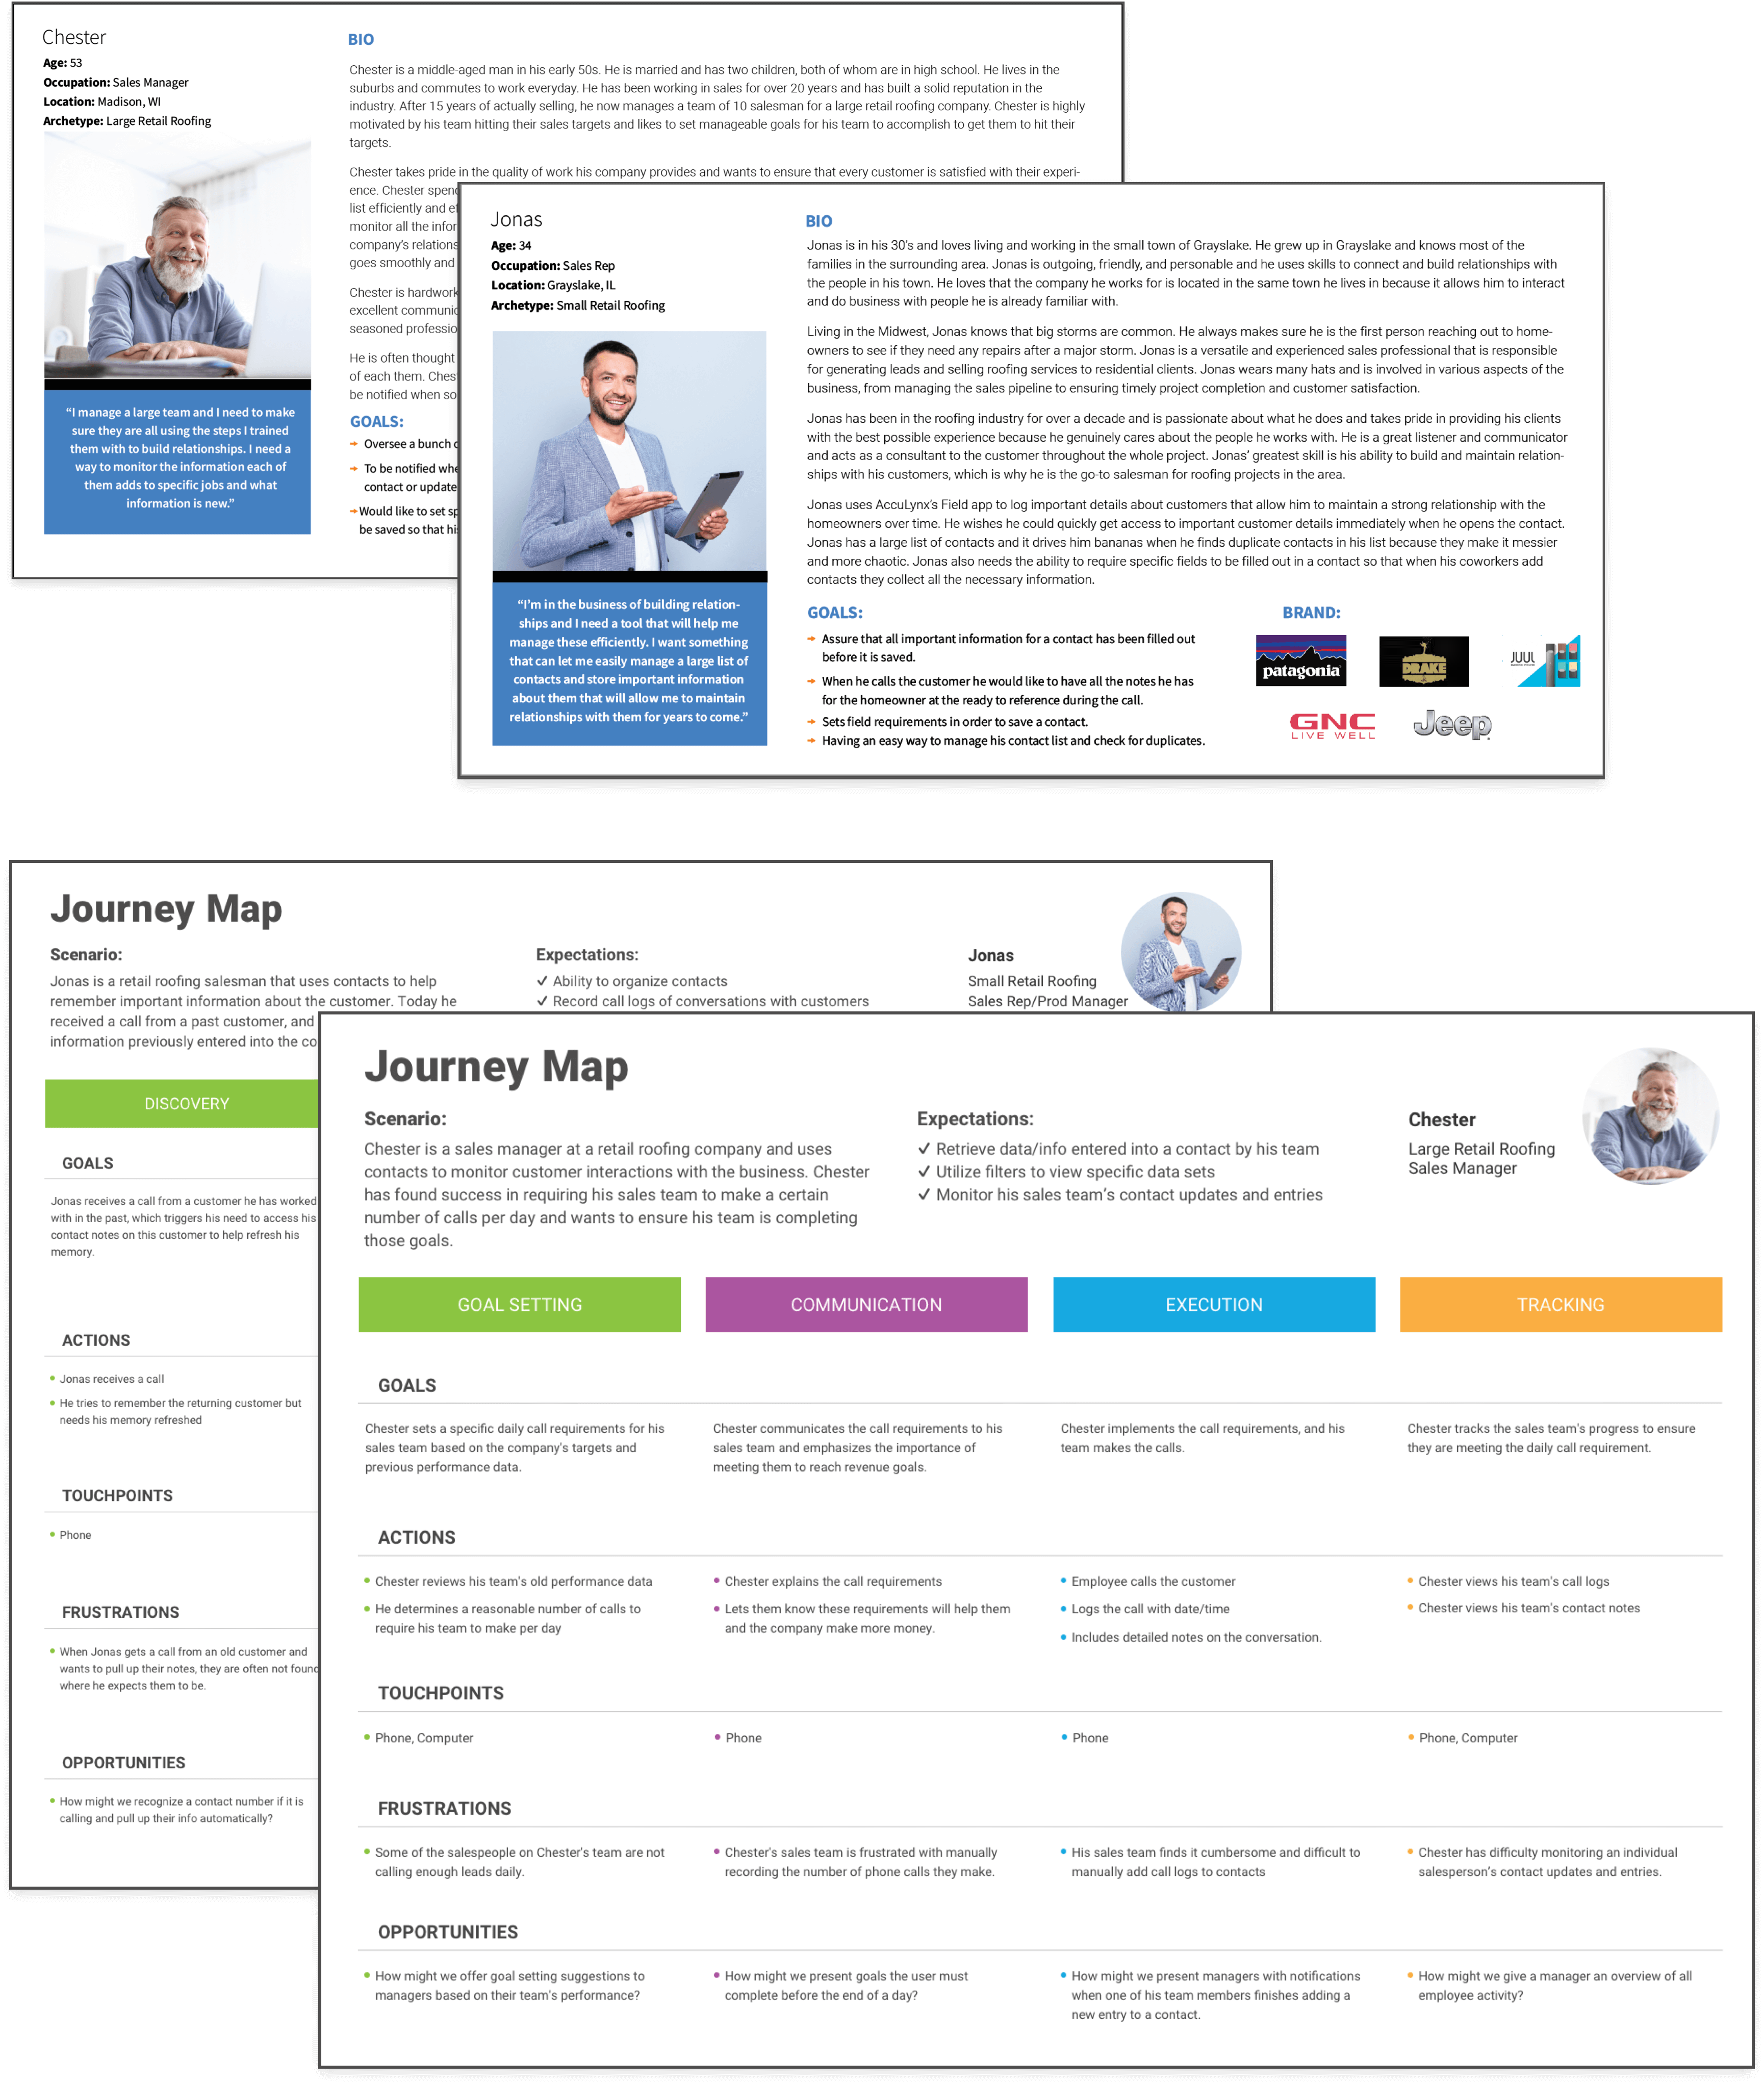 Chester
Age: 53
Occupation: Sales Manager
Location: Madison, WI
Archetype: Large Retail Roofing
“I manage a large team and I need to make
sure they are all using the steps I trained
them with to build relationships. I need a
way to monitor the information each of
them adds to specific jobs and what
information is new.”
BIO
Chester is a middle-aged man in his early 50s. He is married and has two children, both of whom are in high school. He lives in the
suburbs and commutes to work everyday. He has been working in sales for over 20 years and has built a solid reputation in the
industry. After 15 years of actually selling, he now manages a team of 10 salesman for a large retail roofing company. Chester is highly
motivated by his team hitting their sales targets and likes to set manageable goals for his team to accomplish to get them to hit their
targets.
Chester takes pride in the quality of work his company provides and wants to ensure that every customer is satisfied with their experi-
ence. Chester spen
list efficiently and e
monitor all the infor
company’s relations
goes smoothly and
Chester is hardwork
excellent communic
seasoned professio
He is often thought
of each them. Ches
be notified when so
GOALS:
Oversee a bunch
To be notified whe
contact or update
Would like to set sp
be saved so that hi
Jonas
Age: 34
Occupation: Sales Rep
Location: Grayslake, IL
Archetype: Small Retail Roofing
“I’m in the business of building relation-
ships and I need a tool that will help me
manage these efficiently. I want something
that can let me easily manage a large list of
contacts and store important information
about them that will allow me to maintain
relationships with them for years to come.”
BIO
Jonas is in his 30’s and loves living and working in the small town of Grayslake. He grew up in Grayslake and knows most of the
families in the surrounding area. Jonas is outgoing, friendly, and personable and he uses skills to connect and build relationships with
the people in his town. He loves that the company he works for is located in the same town he lives in because it allows him to interact
and do business with people he is already familiar with.
Living in the Midwest, Jonas knows that big storms are common. He always makes sure he is the first person reaching out to home-
owners to see if they need any repairs after a major storm. Jonas is a versatile and experienced sales professional that is responsible
for generating leads and selling roofing services to residential clients. Jonas wears many hats and is involved in various aspects of the
business, from managing the sales pipeline to ensuring timely project completion and customer satisfaction.
Jonas has been in the roofing industry for over a decade and is passionate about what he does and takes pride in providing his clients
with the best possible experience because he genuinely cares about the people he works with. He is a great listener and communicator
and acts as a consultant to the customer throughout the whole project. Jonas’ greatest skill is his ability to build and maintain relation-
ships with his customers, which is why he is the go-to salesman for roofing projects in the area.
Jonas uses AccuLynx’s Field app to log important details about customers that allow him to maintain a strong relationship with the
homeowners over time. He wishes he could quickly get access to important customer details immediately when he opens the contact.
Jonas has a large list of contacts and it drives him bananas when he finds duplicate contacts in his list because they make it messier
and more chaotic. Jonas also needs the ability to require specific fields to be filled out in a contact so that when his coworkers add
contacts they collect all the necessary information.
GOALS:
Assure that all important information for a contact has been filled out
before it is saved.
When he calls the customer he would like to have all the notes he has
for the homeowner at the ready to reference during the call.
Sets field requirements in order to save a contact.
Having an easy way to manage his contact list and check for duplicates.
BRAND:
patagonia
DRAKE
JUUL
GNC
LIVE WELL
Jeep
Journey Map
Scenario:
Jonas is a retail roofing salesman that uses contacts to help
remember important information about the customer. Today he
received a call from a past customer, and
information previously entered into the co
Expectations:
✓ Ability to organize contacts
✓ Record call logs of conversations with customers
Jonas
Small Retail Roofing
Sales Rep/Prod Manager
DISCOVERY
GOALS
Jonas receives a call from a customer he has worked
with in the past, which triggers his need to access his
contact notes on this customer to help refresh his
memory.
ACTIONS
• Jonas receives a call
• He tries to remember the returning customer but
needs his memory refreshed
TOUCHPOINTS
• Phone
FRUSTRATIONS
• When Jonas gets a call from an old customer and
wants to pull up their notes, they are often not found
where he expects them to be.
OPPORTUNITIES
• How might we recognize a contact number if it is
calling and pull up their info automatically?
Journey Map
Scenario:
Chester is a sales manager at a retail roofing company and uses
contacts to monitor customer interactions with the business. Chester
has found success in requiring his sales team to make a certain
number of calls per day and wants to ensure his team is completing
those goals.
Expectations:
✓ Retrieve data/info entered into a contact by his team
✓ Utilize filters to view specific data sets
✓ Monitor his sales team’s contact updates and entries
Chester
Large Retail Roofing
Sales Manager
GOAL SETTING
COMMUNICATION
EXECUTION
TRACKING
GOALS
Chester sets a specific daily call requirements for his
sales team based on the company's targets and
previous performance data.
Chester communicates the call requirements to his
sales team and emphasizes the importance of
meeting them to reach revenue goals.
Chester implements the call requirements, and his
team makes the calls.
Chester tracks the sales team's progress to ensure
they are meeting the daily call requirement.
ACTIONS
• Chester reviews his team's old performance data
• He determines a reasonable number of calls to
require his team to make per day
• Chester explains the call requirements
• Lets them know these requirements will help them
and the company make more money.
• Employee calls the customer
• Logs the call with date/time
• Includes detailed notes on the conversation.
• Chester views his team's call logs
• Chester views his team's contact notes
TOUCHPOINTS
• Phone, Computer
• Phone
• Phone
• Phone, Computer
FRUSTRATIONS
• Some of the salespeople on Chester's team are not
calling enough leads daily.
• Chester's sales team is frustrated with manually
recording the number of phone calls they make.
• His sales team finds it cumbersome and difficult to
manually add call logs to contacts
• Chester has difficulty monitoring an individual
salesperson’s contact updates and entries.
OPPORTUNITIES
• How might we offer goal setting suggestions to
managers based on their team's performance?
• How might we present goals the user must
complete before the end of a day?
• How might we present managers with notifications
when one of his team members finishes adding a
new entry to a contact.
• How might we give a manager an overview of all
employee activity?